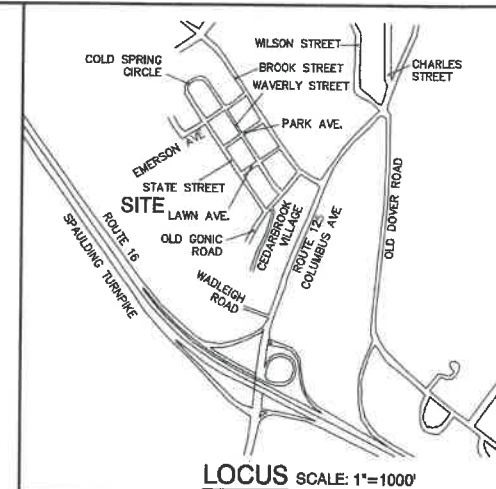 WILSON STREET
COLD SPRING
CIRCLE
BROOK STREET
CHARLES
STREET
WAVERLY STREET
PARK AVE.
EMERSON AVE
STATE STREET
SITE
LAWN AVE.
OLD GONIC
ROAD
CEDARBROOK
VILLAGE
ROUTE 125
COLUMBUS AVE
OLD DOVER ROAD
ROUTE 16
SPAULDING TURNPIKE
WADLEIGH
ROAD
LOCUS SCALE: 1"=1000'